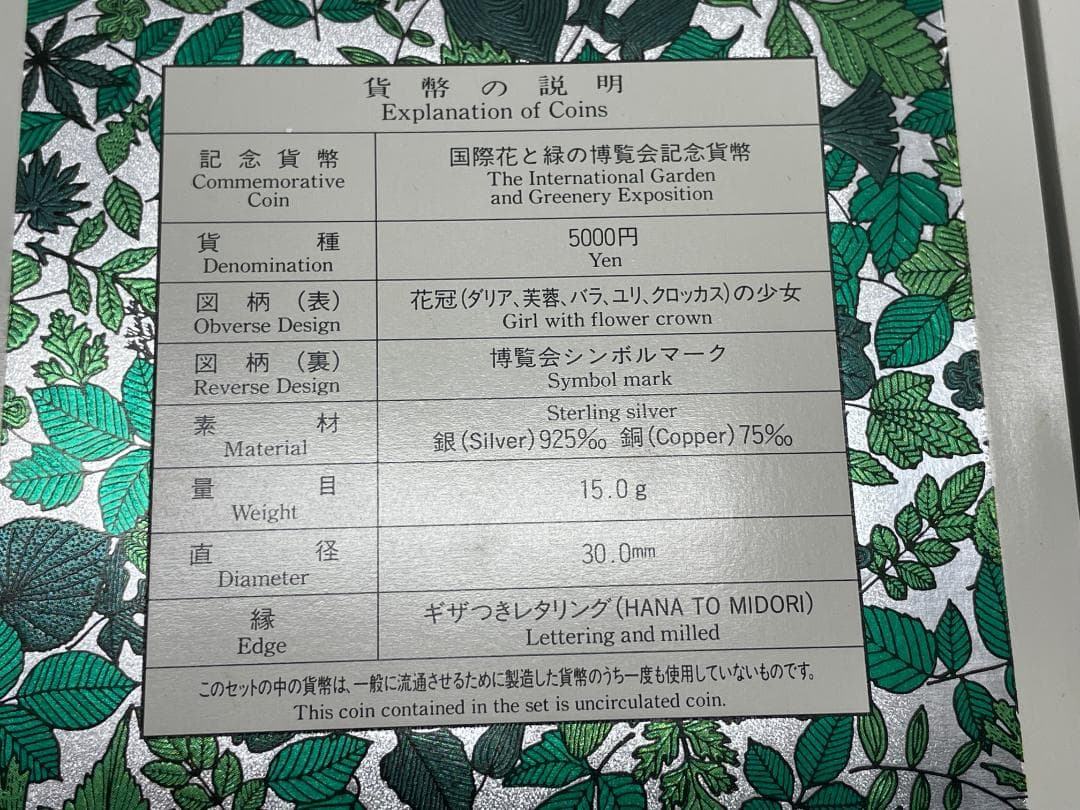 貨幣の説明
Explanation of Coins
記念貨幣
Commemorative
Coin
国際花と緑の博覧会記念貨幣
The International Garden
and Greenery Exposition
貨種
Denomination
5000円
Yen
図柄（表）
Obverse Design
花冠（ダリア、芙蓉、バラ、ユリ、クロッカス）の少女
Girl with flower crown
図柄（裏）
Reverse Design
博覧会シンボルマーク
Symbol mark
素材
Material
Sterling silver
銀(Silver)925‰ 銅(Copper)75‰
量目
Weight
15.0g
直径
Diameter
30.0mm
縁
Edge
ギザつきレタリング(HANA TO MIDORI)
Lettering and milled
このセットの中の貨幣は、一般に流通させるために製造した貨幣のうち一度も使用していないものです。
This coin contained in the set is uncirculated coin.